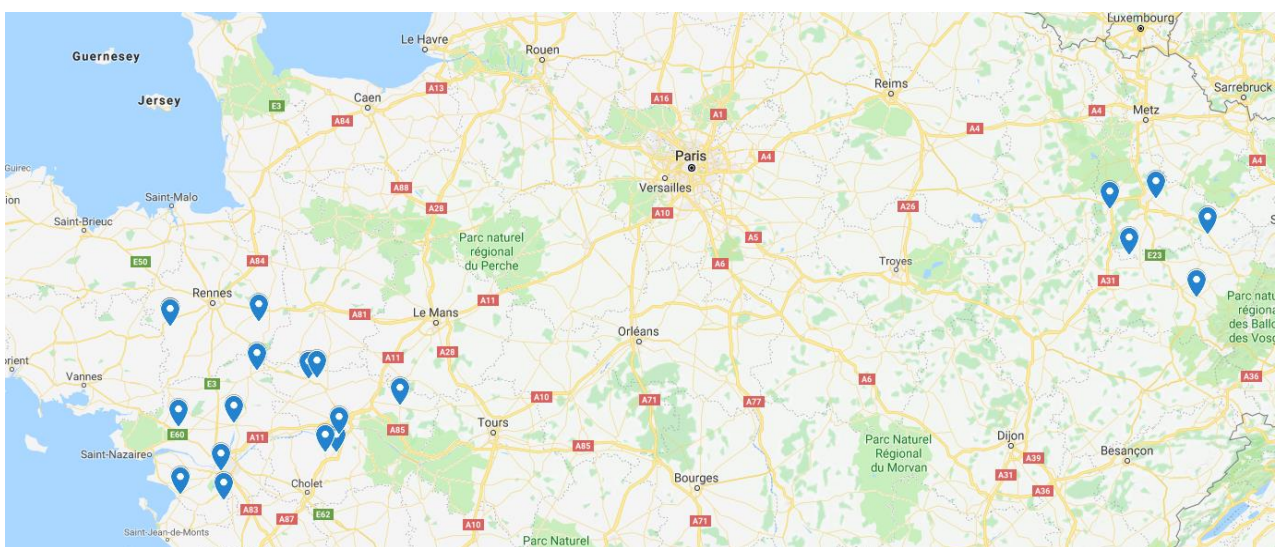 Luxembourg
Le Havre
Rouen
Guernesey
Reims
Sarrebruck
A13
A16
Jersey
Caen
E3
A1
Metz
A4
A84
A4
Paris
A4
A4
Guirec
Versailles
A88
ion
Saint-Malo
A28
A10
A26
Saint-Brieuc
A5
Parc naturel
régional
du Perche
E50
A84
A6
Troyes
E23
A31
Rennes
A11
Parc natu
régiona
des Ballo
des Vosg
Le Mans
A81
Orléans
A28
A11
orient
Vannes
A6
A36
E3
A10
A71
A77
A85
Tours
E60
A11
Dijon
Parc Naturel
Régional
du Morvan
A85
Besançon
Saint-Nazaire
A39
A31
Cholet
Bourges
A36
A83
E62
A87
A10
A71
Saint-Jean-de-Monts
Parc Naturel